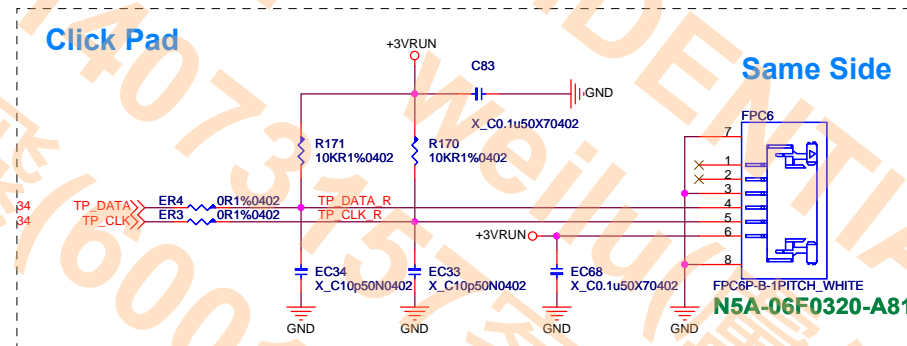 Click Pad
+3VRUN
C83
GND
X_C0.1u50X70402
Same Side
FPC6
R171
10KR1%0402
R170
10KR1%0402
7
1
2
3
4
5
6
8
34 TP_DATA ER4 0R1%0402 TP_DATA_R
34 TP_CLK ER3 0R1%0402 TP_CLK_R
+3VRUN
EC34
X_C10p50N0402
EC33
X_C10p50N0402
EC68
X_C0.1u50X70402
GND
GND
GND
GND
FPC6P-B-1PITCH_WHITE
N5A-06F0320-A81